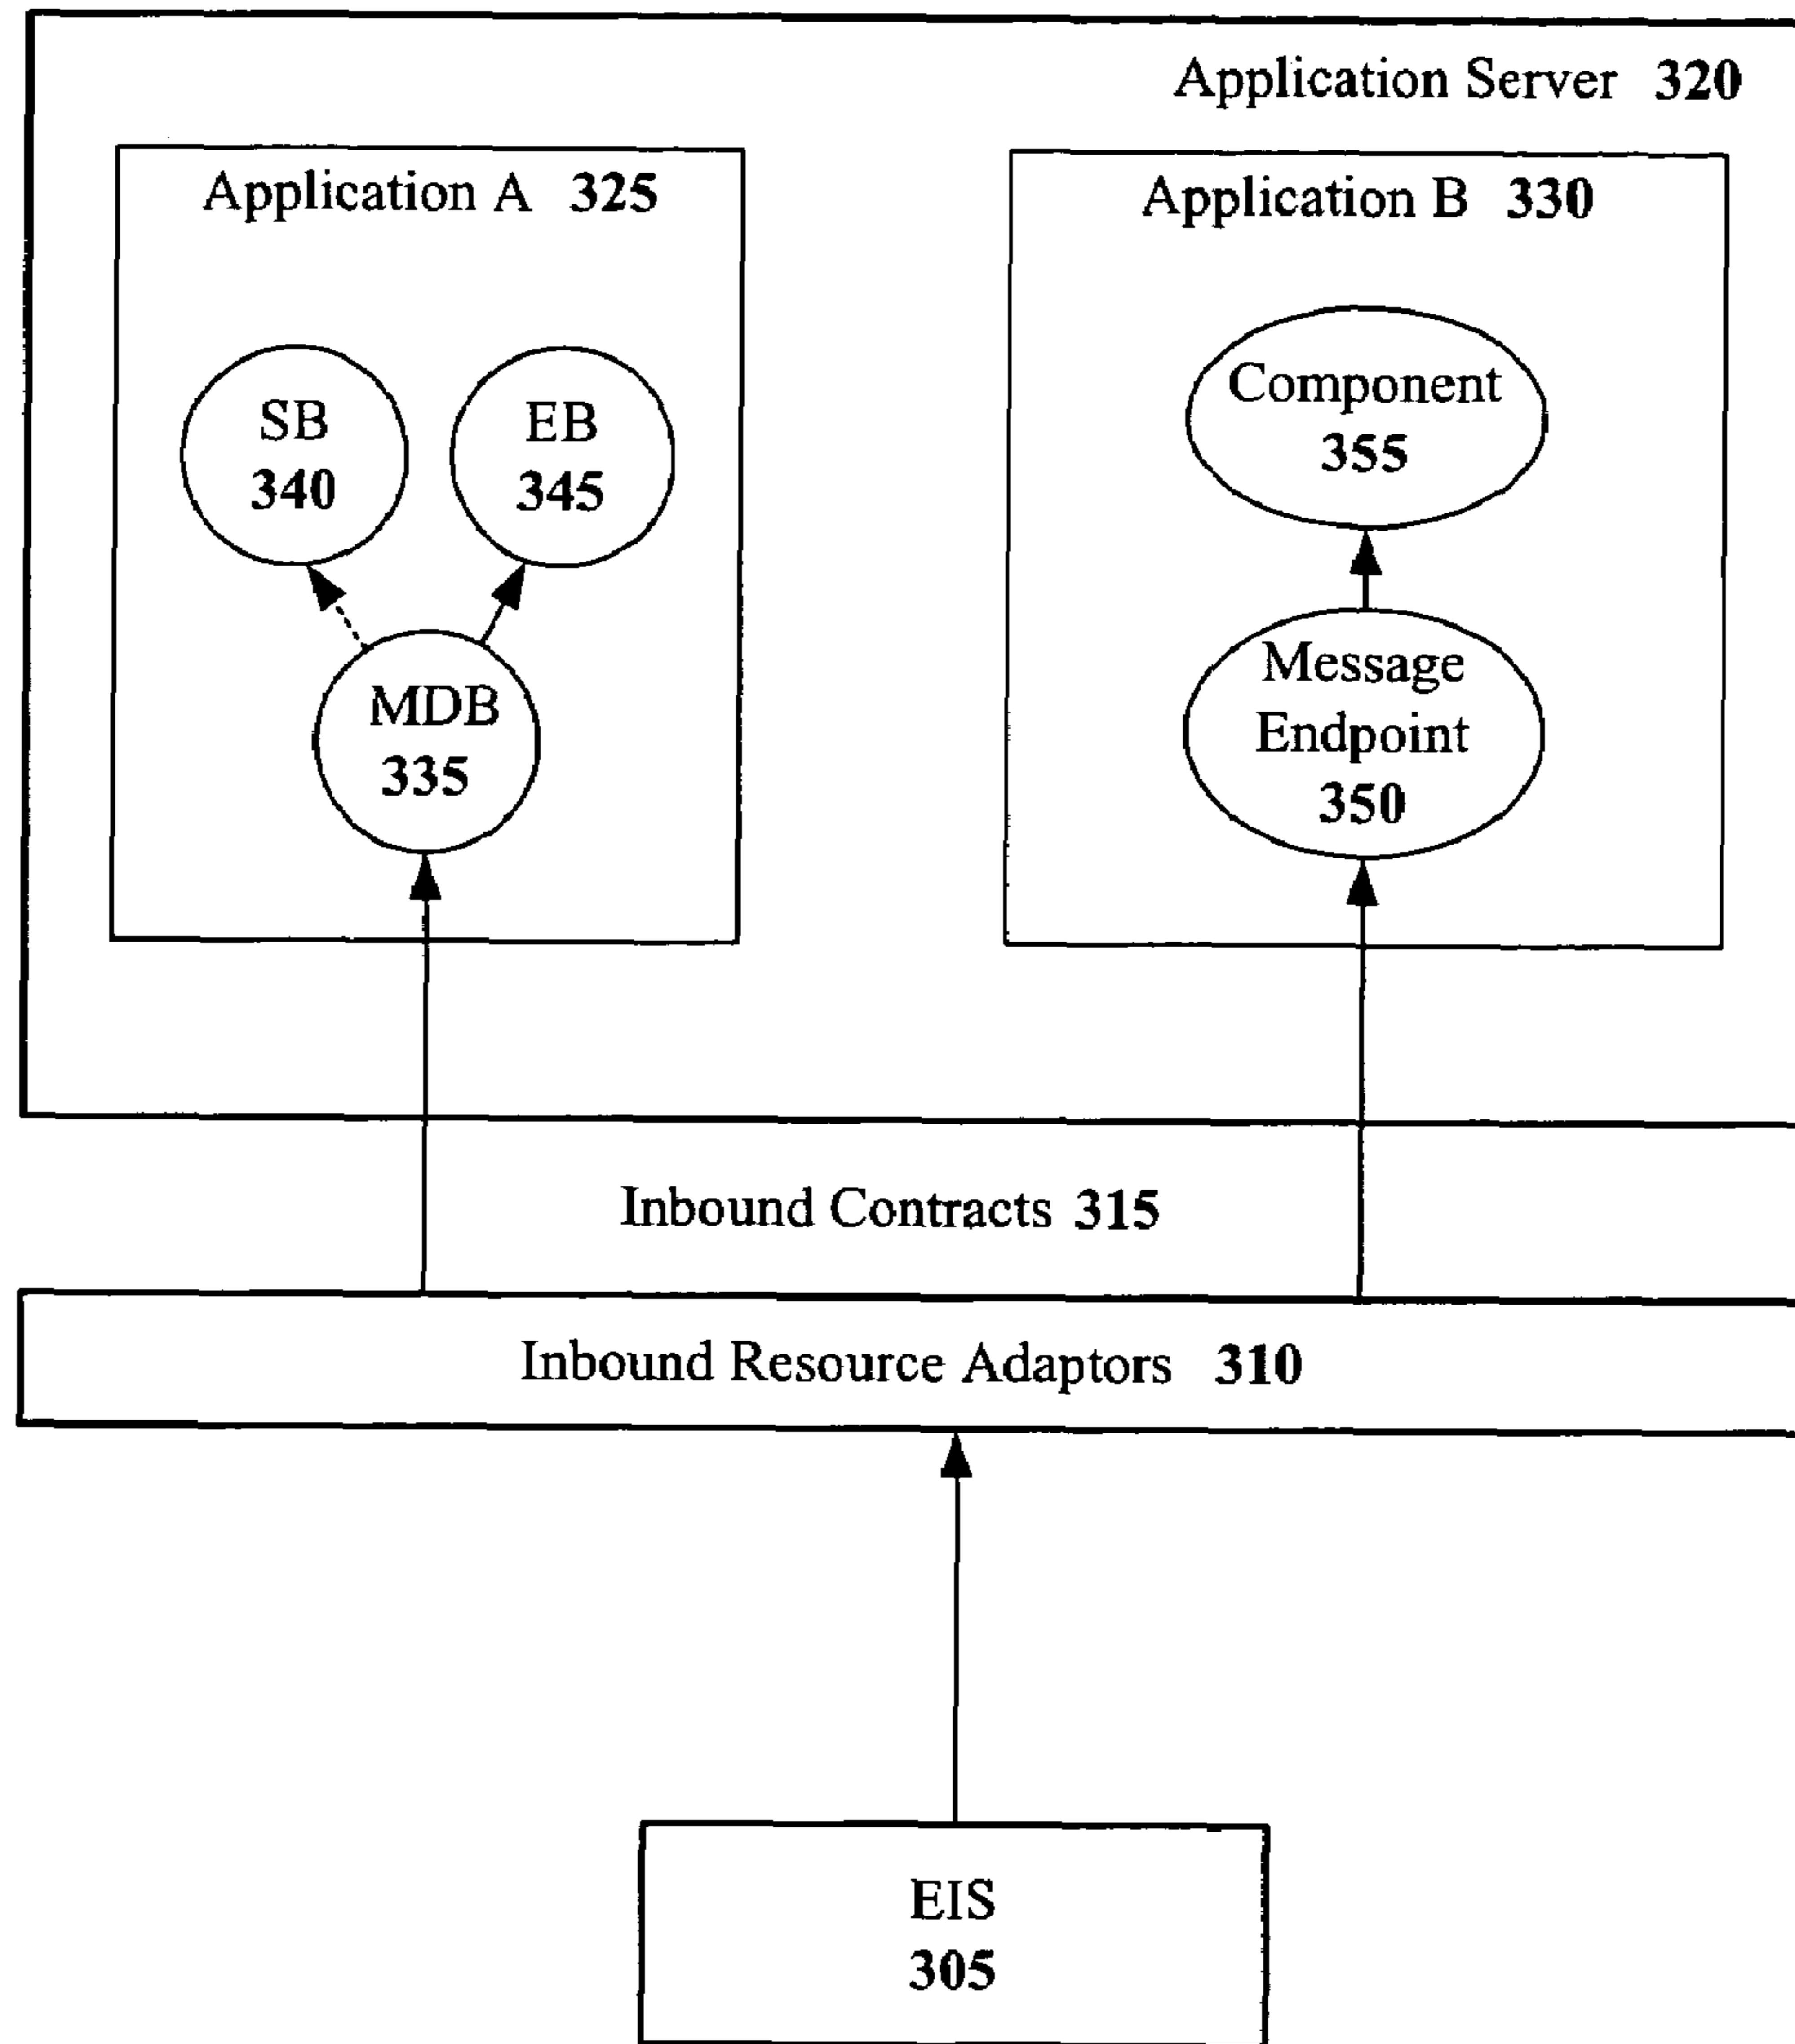 Application Server 320
Application A 325
Application B 330
SB
340
EB
345
Component
355
MDB
335
Message
Endpoint
350
Inbound Contracts 315
Inbound Resource Adaptors 310
EIS
305